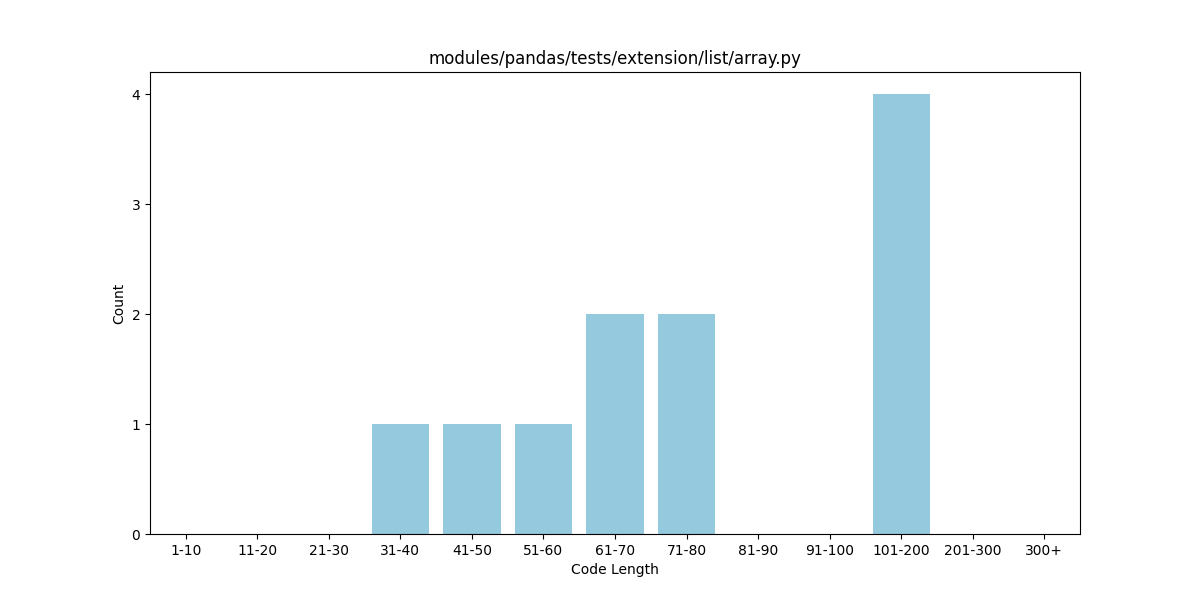 modules/pandas/tests/extension/list/array.py
Count
4
3
2
1
0
1-10 11-20 21-30 31-40 41-50 51-60 61-70 71-80 81-90 91-100 101-200 201-300 300+
Code Length